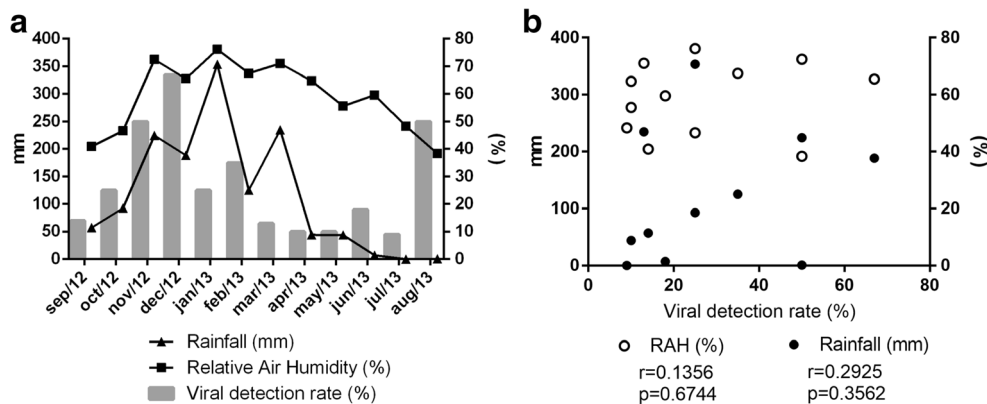 a
400
350
300
250
200
150
100
50
0
mm
80
70
60
50
40
30
20
10
0
(%)
sep/12
oct/12
nov/12
dec/12
jan/13
feb/13
mar/13
apr/13
may/13
jun/13
jul/13
aug/13
Rainfall (mm)
Relative Air Humidity (%)
Viral detection rate (%)
b
400
300
200
100
0
mm
80
60
40
20
0
(%)
0 20 40 60 80
Viral detection rate (%)
RAH (%) Rainfall (mm)
r=0.1356 r=0.2925
p=0.6744 p=0.3562